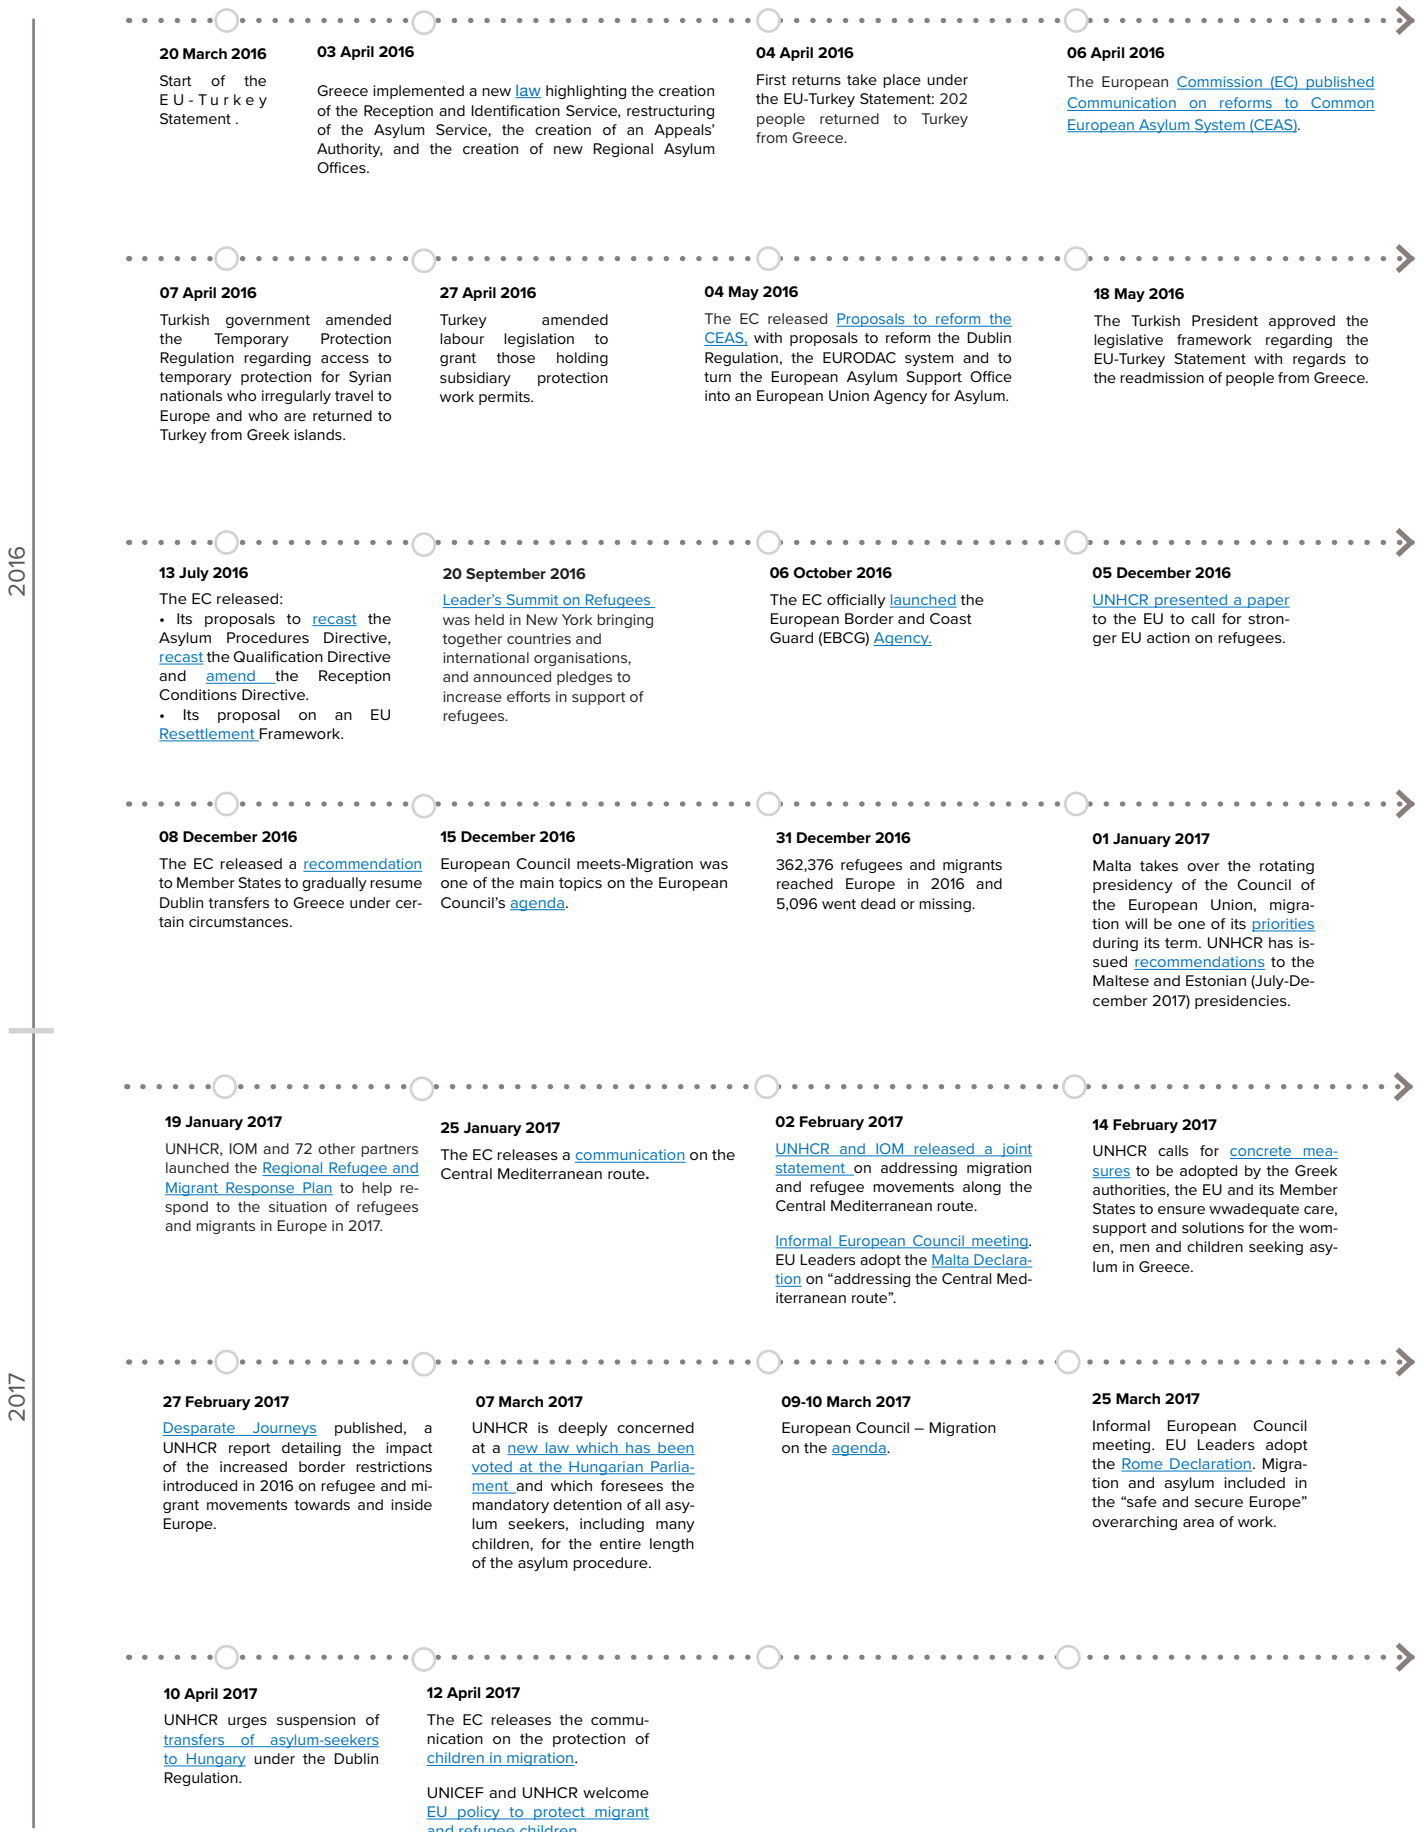 20 March 2016
Start of the
EU-Turkey
Statement .
03 April 2016
Greece implemented a new law highlighting the creation
of the Reception and Identification Service, restructuring
of the Asylum Service, the creation of an Appeals'
Authority, and the creation of new Regional Asylum
Offices.
04 April 2016
First returns take place under
the EU-Turkey Statement: 202
people returned to Turkey
from Greece.
06 April 2016
The European Commission (EC) published
Communication on reforms to Common
European Asylum System (CEAS).
07 April 2016
Turkish government amended
the Temporary Protection
Regulation regarding access to
temporary protection for Syrian
nationals who irregularly travel to
Europe and who are returned to
Turkey from Greek islands.
27 April 2016
Turkey amended
labour legislation to
grant those holding
subsidiary protection
work permits.
04 May 2016
The EC released Proposals to reform the
CEAS, with proposals to reform the Dublin
Regulation, the EURODAC system and to
turn the European Asylum Support Office
into an European Union Agency for Asylum.
18 May 2016
The Turkish President approved the
legislative framework regarding the
EU-Turkey Statement with regards to
the readmission of people from Greece.
2016
13 July 2016
The EC released:
• Its proposals to recast the
Asylum Procedures Directive,
recast the Qualification Directive
and amend the Reception
Conditions Directive.
• Its proposal on an EU
Resettlement Framework.
20 September 2016
Leader's Summit on Refugees
was held in New York bringing
together countries and
international organisations,
and announced pledges to
increase efforts in support of
refugees.
06 October 2016
The EC officially launched the
European Border and Coast
Guard (EBCG) Agency.
05 December 2016
UNHCR presented a paper
to the EU to call for stron-
ger EU action on refugees.
08 December 2016
The EC released a recommendation
to Member States to gradually resume
Dublin transfers to Greece under cer-
tain circumstances.
15 December 2016
European Council meets-Migration was
one of the main topics on the European
Council's agenda.
31 December 2016
362,376 refugees and migrants
reached Europe in 2016 and
5,096 went dead or missing.
01 January 2017
Malta takes over the rotating
presidency of the Council of
the European Union, migra-
tion will be one of its priorities
during its term. UNHCR has is-
sued recommendations to the
Maltese and Estonian (July-De-
cember 2017) presidencies.
19 January 2017
UNHCR, IOM and 72 other partners
launched the Regional Refugee and
Migrant Response Plan to help re-
spond to the situation of refugees
and migrants in Europe in 2017.
25 January 2017
The EC releases a communication on the
Central Mediterranean route.
02 February 2017
UNHCR and IOM released a joint
statement on addressing migration
and refugee movements along the
Central Mediterranean route.
Informal European Council meeting.
EU Leaders adopt the Malta Declara-
tion on “addressing the Central Med-
iterranean route”.
14 February 2017
UNHCR calls for concrete mea-
sures to be adopted by the Greek
authorities, the EU and its Member
States to ensure wwadequate care,
support and solutions for the wom-
en, men and children seeking asy-
lum in Greece.
2017
27 February 2017
Desparate Journeys published, a
UNHCR report detailing the impact
of the increased border restrictions
introduced in 2016 on refugee and mi-
grant movements towards and inside
Europe.
07 March 2017
UNHCR is deeply concerned
at a new law which has been
voted at the Hungarian Parlia-
ment and which foresees the
mandatory detention of all asy-
lum seekers, including many
children, for the entire length
of the asylum procedure.
09-10 March 2017
European Council – Migration
on the agenda.
25 March 2017
Informal European Council
meeting. EU Leaders adopt
the Rome Declaration. Migra-
tion and asylum included in
the “safe and secure Europe”
overarching area of work.
10 April 2017
UNHCR urges suspension of
transfers of asylum-seekers
to Hungary under the Dublin
Regulation.
12 April 2017
The EC releases the commu-
nication on the protection of
children in migration.
UNICEF and UNHCR welcome
EU policy to protect migrant
and refugee children